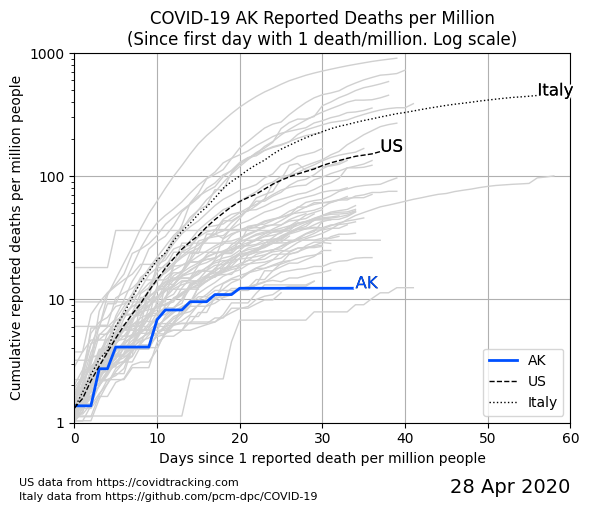 COVID-19 AK Reported Deaths per Million
(Since first day with 1 death/million. Log scale)
Cumulative reported deaths per million people
1000
100
10
1
Italy
US
AK
AK
US
Italy
0 10 20 30 40 50 60
Days since 1 reported death per million people
US data from https://covidtracking.com
Italy data from https://github.com/pcm-dpc/COVID-19
28 Apr 2020